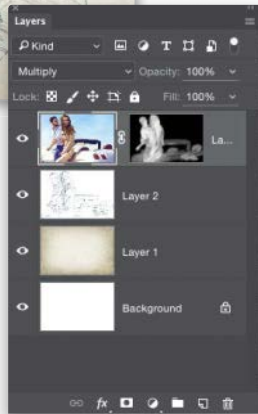 Layers
Kind
Multiply Opacity: 100%
Lock: Fill: 100%
La...
Layer 2
Layer 1
Background
fx